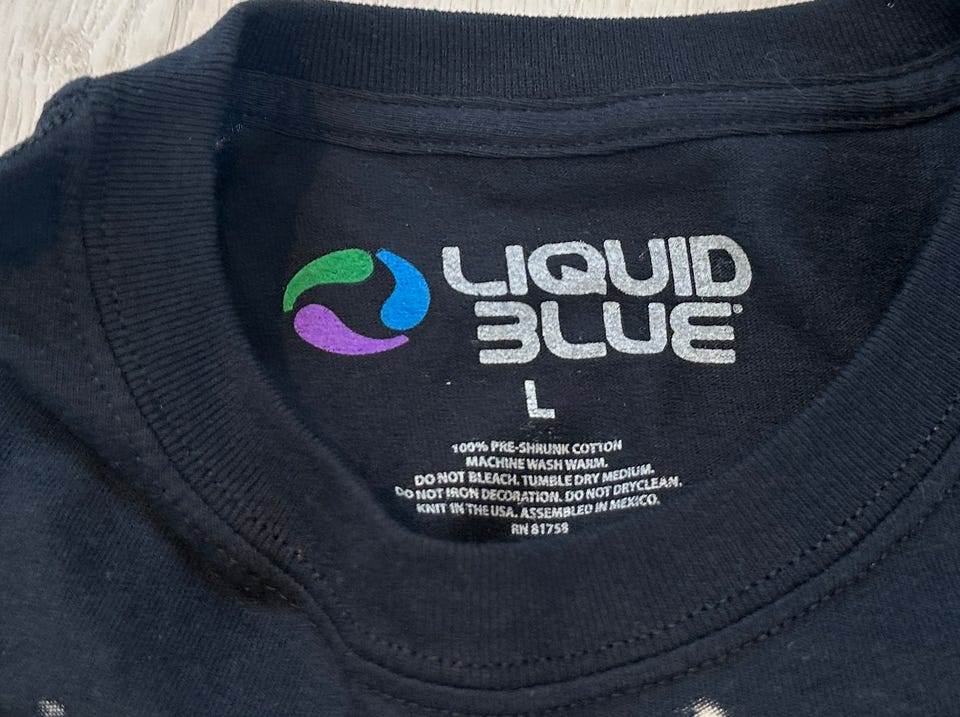 LIQUID
BLUE®
L
100% PRE-SHRUNK COTTON
MACHINE WASH WARM.
DO NOT BLEACH. TUMBLE DRY MEDIUM.
DO NOT IRON DECORATION. DO NOT DRYCLEAN.
KNIT IN THE USA. ASSEMBLED IN MEXICO.
RN 81758